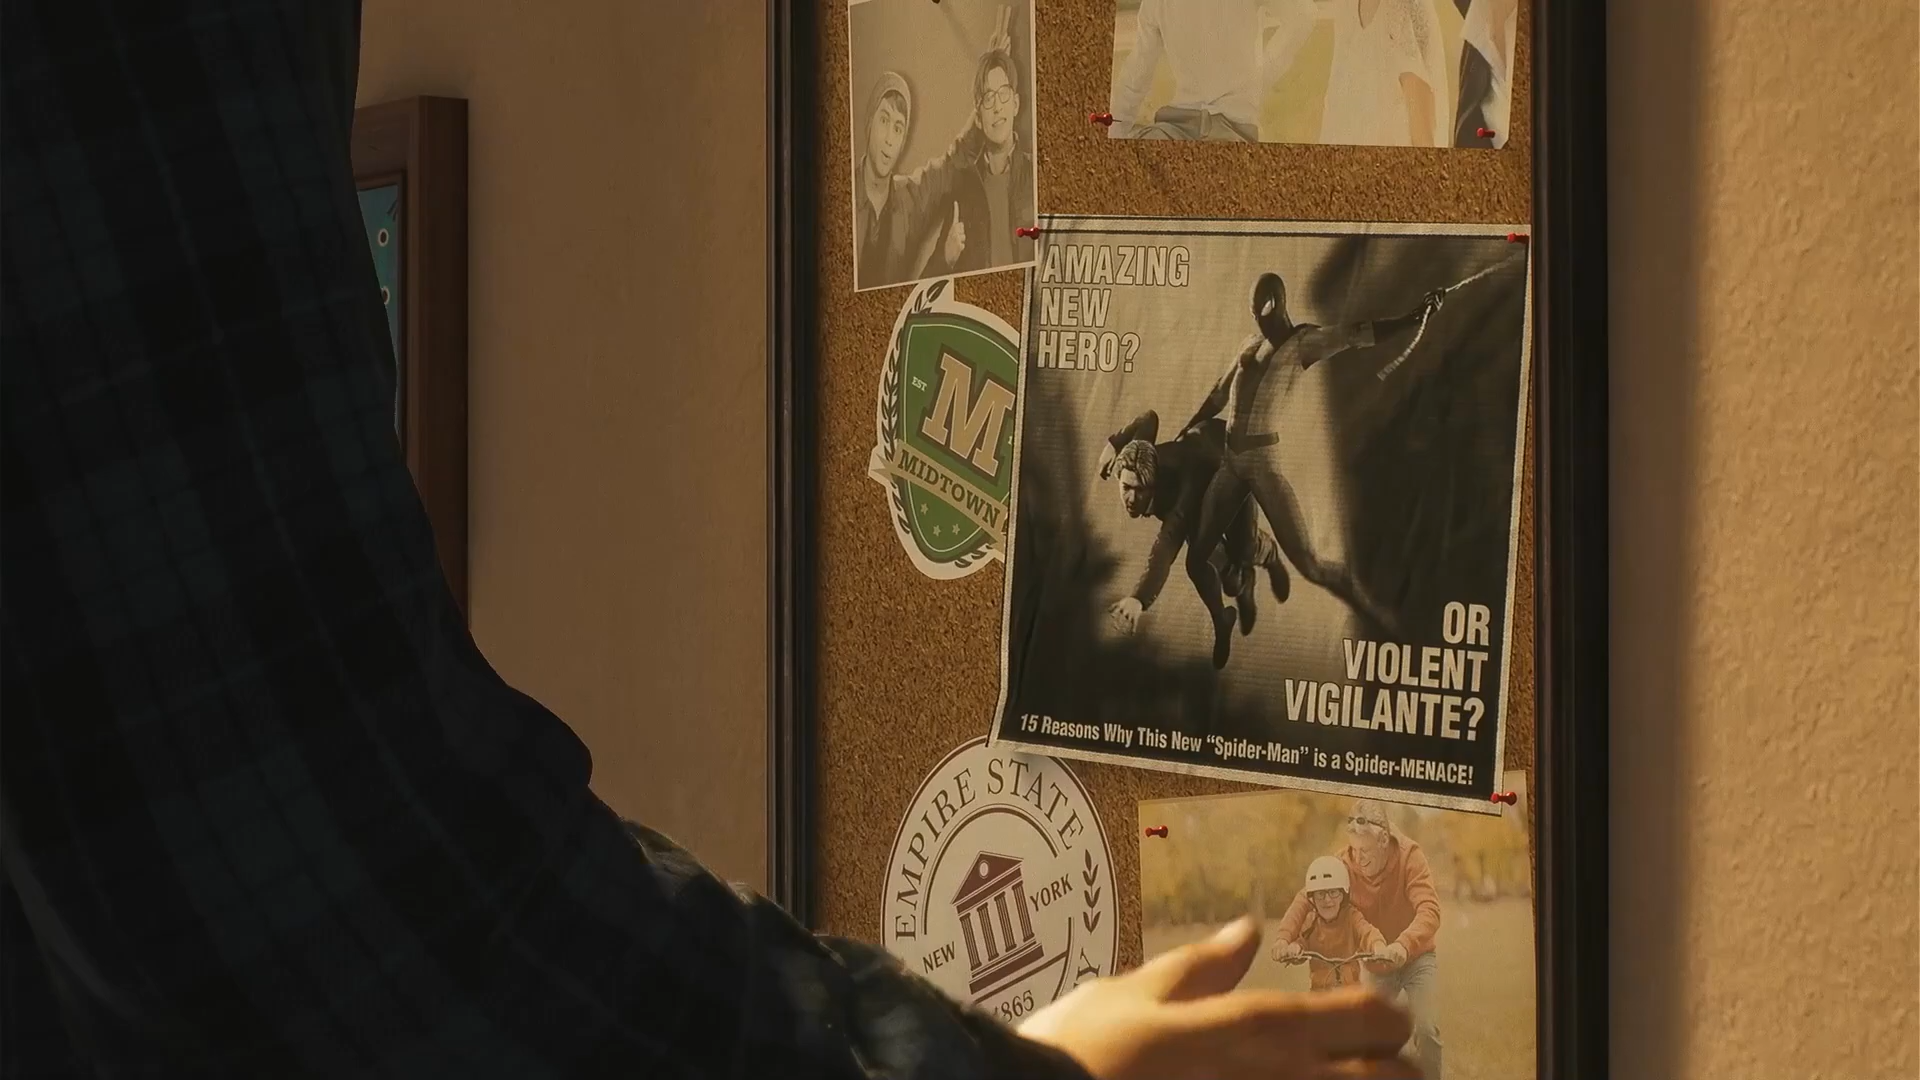 AMAZING
NEW
HERO?
EST
M
MIDTOWN
OR
VIOLENT
VIGILANTE?
15 Reasons Why This New “Spider-Man” is a Spider-MENACE!
EMPIRE STATE
NEW YORK
1865